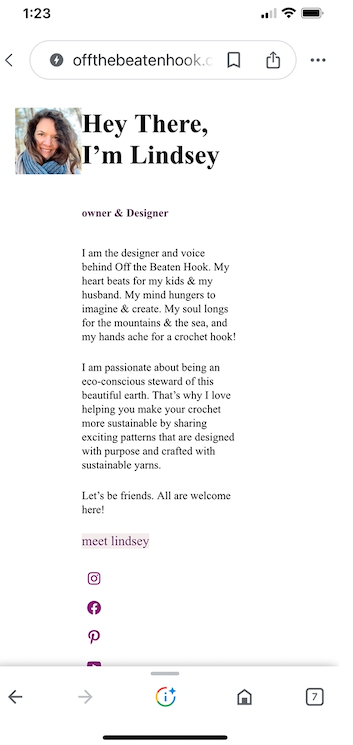 1:23
offthebeatenhook.c
Hey There,
I'm Lindsey
owner & Designer
I am the designer and voice
behind Off the Beaten Hook. My
heart beats for my kids & my
husband. My mind hungers to
imagine & create. My soul longs
for the mountains & the sea, and
my hands ache for a crochet hook!
I am passionate about being an
eco-conscious steward of this
beautiful earth. That's why I love
helping you make your crochet
more sustainable by sharing
exciting patterns that are designed
with purpose and crafted with
sustainable yarns.
Let's be friends. All are welcome
here!
meet lindsey
7